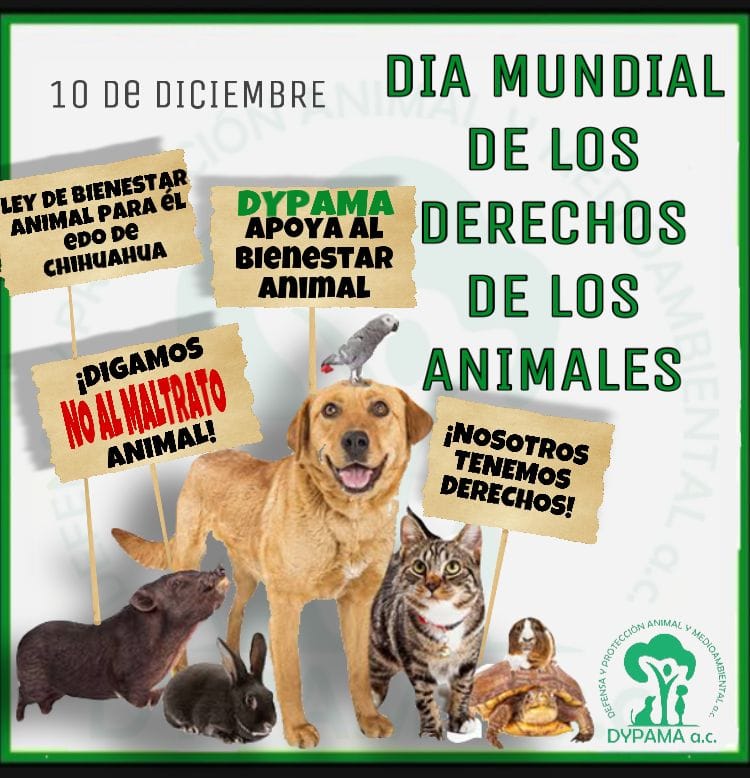 10 De DICIEMBRE
DIA MUNDIAL
DE LOS
DERECHOS
DE LOS
ANIMALES
LEY DE BIENESTAR
ANIMAL PARA éL
eDO De
CHIHUAHUA
DYPAMA
APOYA AL
BIeneSTAR
AnImAL
¡DIGAMOS
NO AL MALTRATO
ANIMAL!
¡NOSOTROS
TENEMOS
DERECHOS!
DEFENSA Y PROTECCIÓN ANIMAL Y MEDIOAMBIENTAL a.c.
DYPAMA a.c.